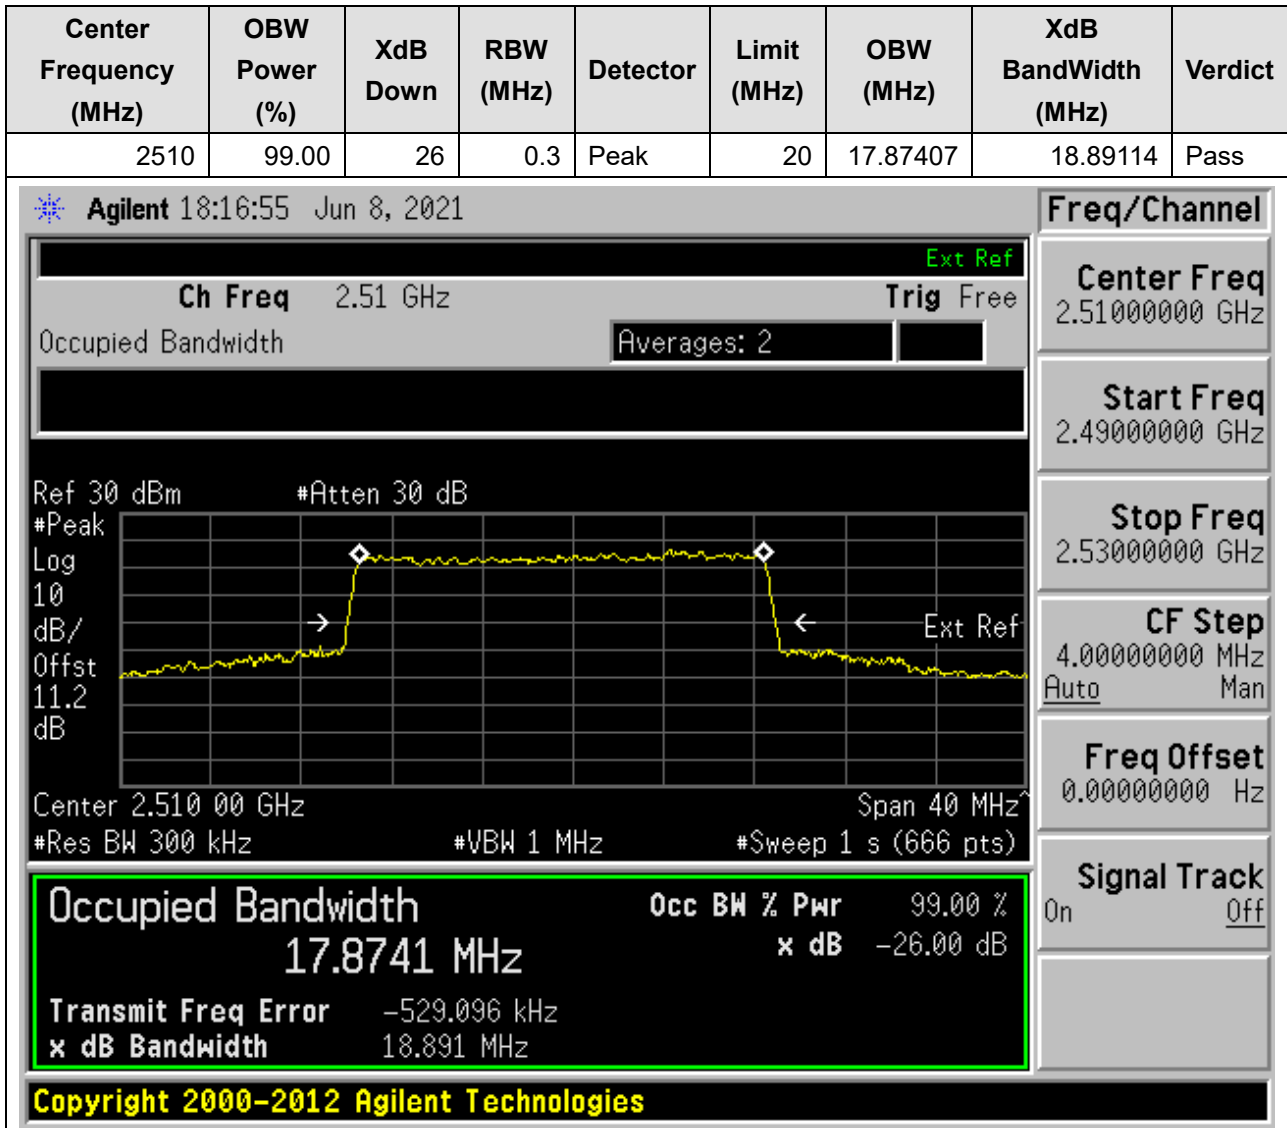 Center Frequency (MHz) OBW Power (%) XdB Down RBW (MHz) Detector Limit (MHz) OBW (MHz) XdB BandWidth (MHz) Verdict
2510 99.00 26 0.3 Peak 20 17.87407 18.89114 Pass
Agilent 18:16:55 Jun 8, 2021
Freq/Channel
Ext Ref
Ch Freq 2.51 GHz Trig Free
Occupied Bandwidth Averages: 2
Center Freq
2.51000000 GHz
Start Freq
2.49000000 GHz
Stop Freq
2.53000000 GHz
CF Step
4.00000000 MHz
Auto Man
Freq Offset
0.00000000 Hz
Signal Track
On Off
Ref 30 dBm #Atten 30 dB
#Peak
Log
10
dB/
Offst
11.2
dB
Ext Ref
Center 2.510 00 GHz Span 40 MHz^
#Res BW 300 kHz #VBW 1 MHz #Sweep 1 s (666 pts)
Occupied Bandwidth Occ BW % Pwr 99.00 %
17.8741 MHz x dB -26.00 dB
Transmit Freq Error -529.096 kHz
x dB Bandwidth 18.891 MHz
Copyright 2000-2012 Agilent Technologies